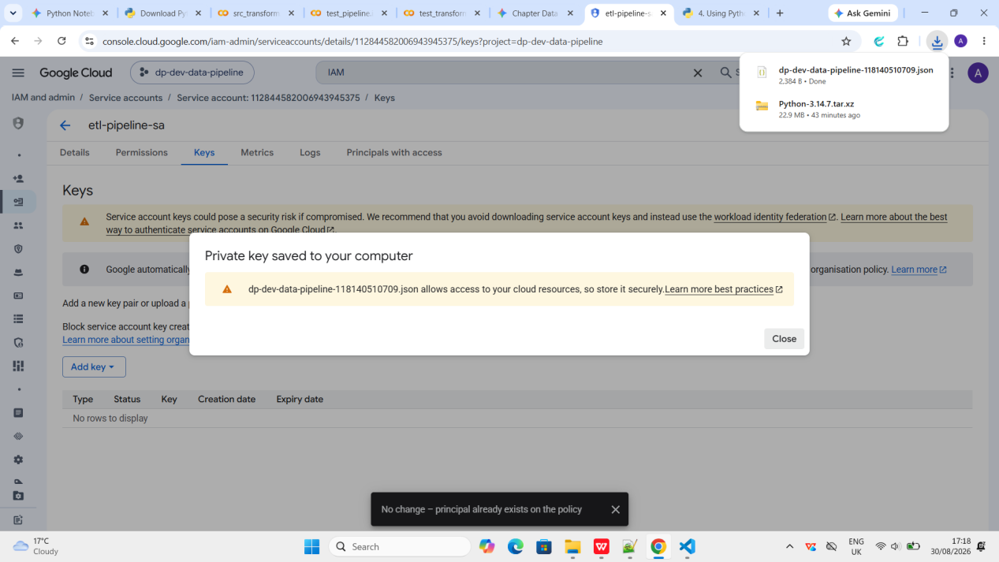 Python Noteb
Download Py
src_transform
test_pipeline.i
test_transform
Chapter Data
etl-pipeline-s
4. Using Pyth
Ask Gemini
console.cloud.google.com/iam-admin/serviceaccounts/details/112844582006943945375/keys?project=dp-dev-data-pipeline
A
dp-dev-data-pipeline-118140510709.json
2,384 B • Done
Python-3.14.7.tar.xz
22.9 MB • 43 minutes ago
Google Cloud
dp-dev-data-pipeline
IAM
S
A
IAM and admin / Service accounts / Service account: 112844582006943945375 / Keys
etl-pipeline-sa
Details
Permissions
Keys
Metrics
Logs
Principals with access
Keys
Service account keys could pose a security risk if compromised. We recommend that you avoid downloading service account keys and instead use the workload identity federation. Learn more about the best
way to authenticate service accounts on Google Cloud.
Google automatically
organisation policy. Learn more
Add a new key pair or upload a p
Block service account key creat
Learn more about setting organ
Private key saved to your computer
dp-dev-data-pipeline-118140510709.json allows access to your cloud resources, so store it securely.Learn more best practices
Close
Add key
Type Status Key Creation date Expiry date
No rows to display
No change – principal already exists on the policy
17°C
Cloudy
Search
ENG
UK
17:18
30/08/2026